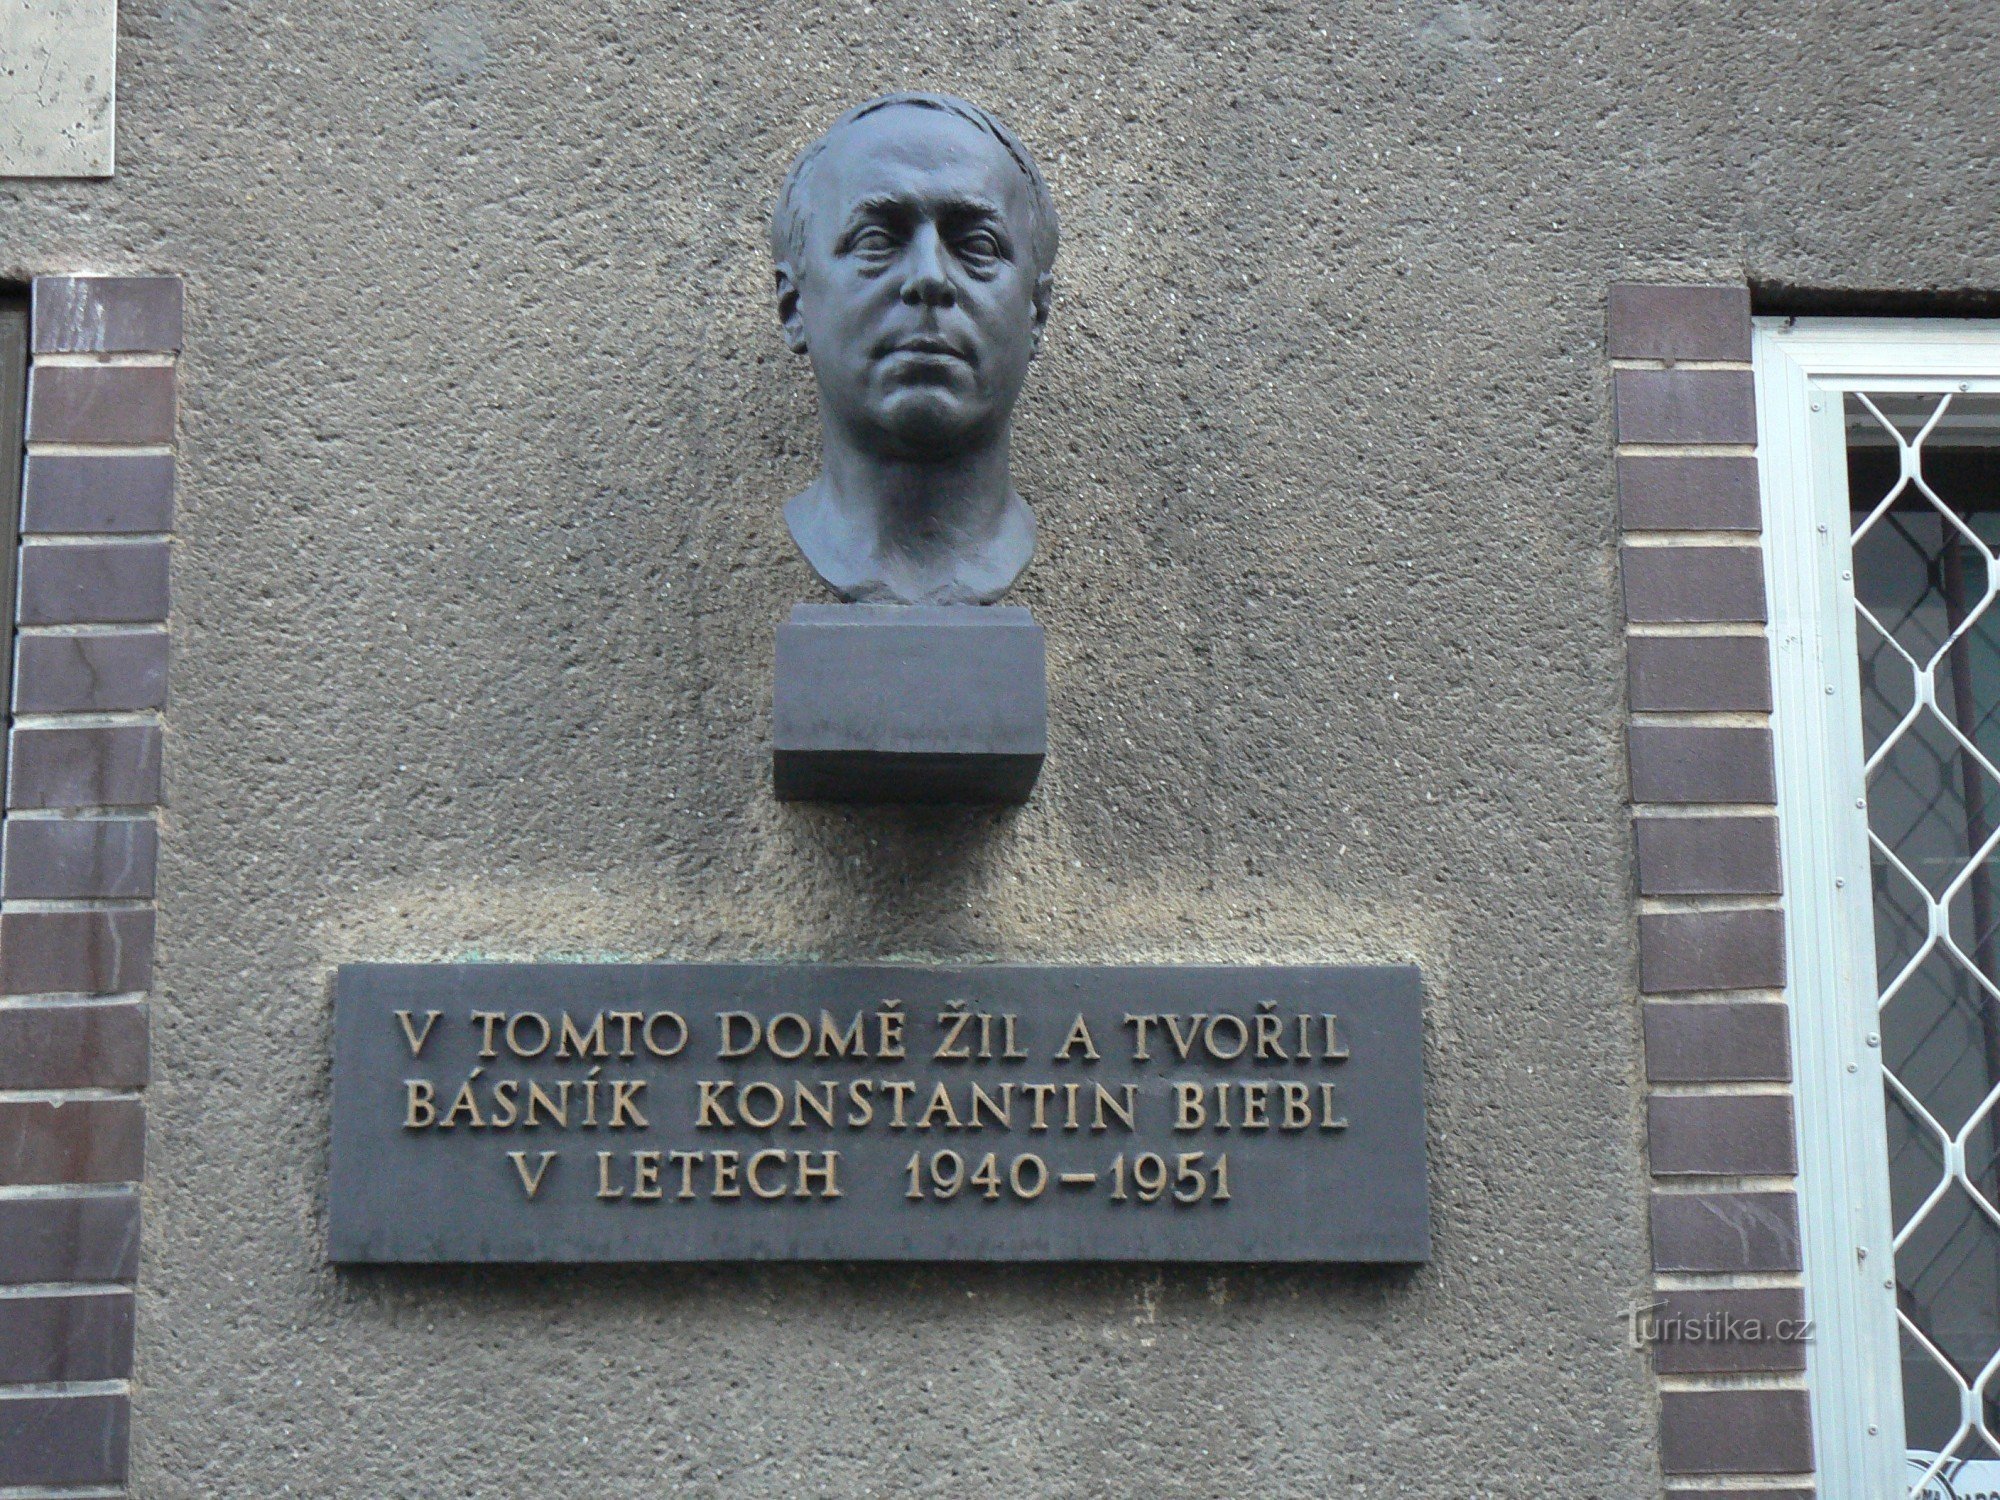 V TOMTO DOMĚ ŽIL A TVOŘIL
BÁSNÍK KONSTANTIN BIEBL
V LETECH 1940–1951
Turistika.cz